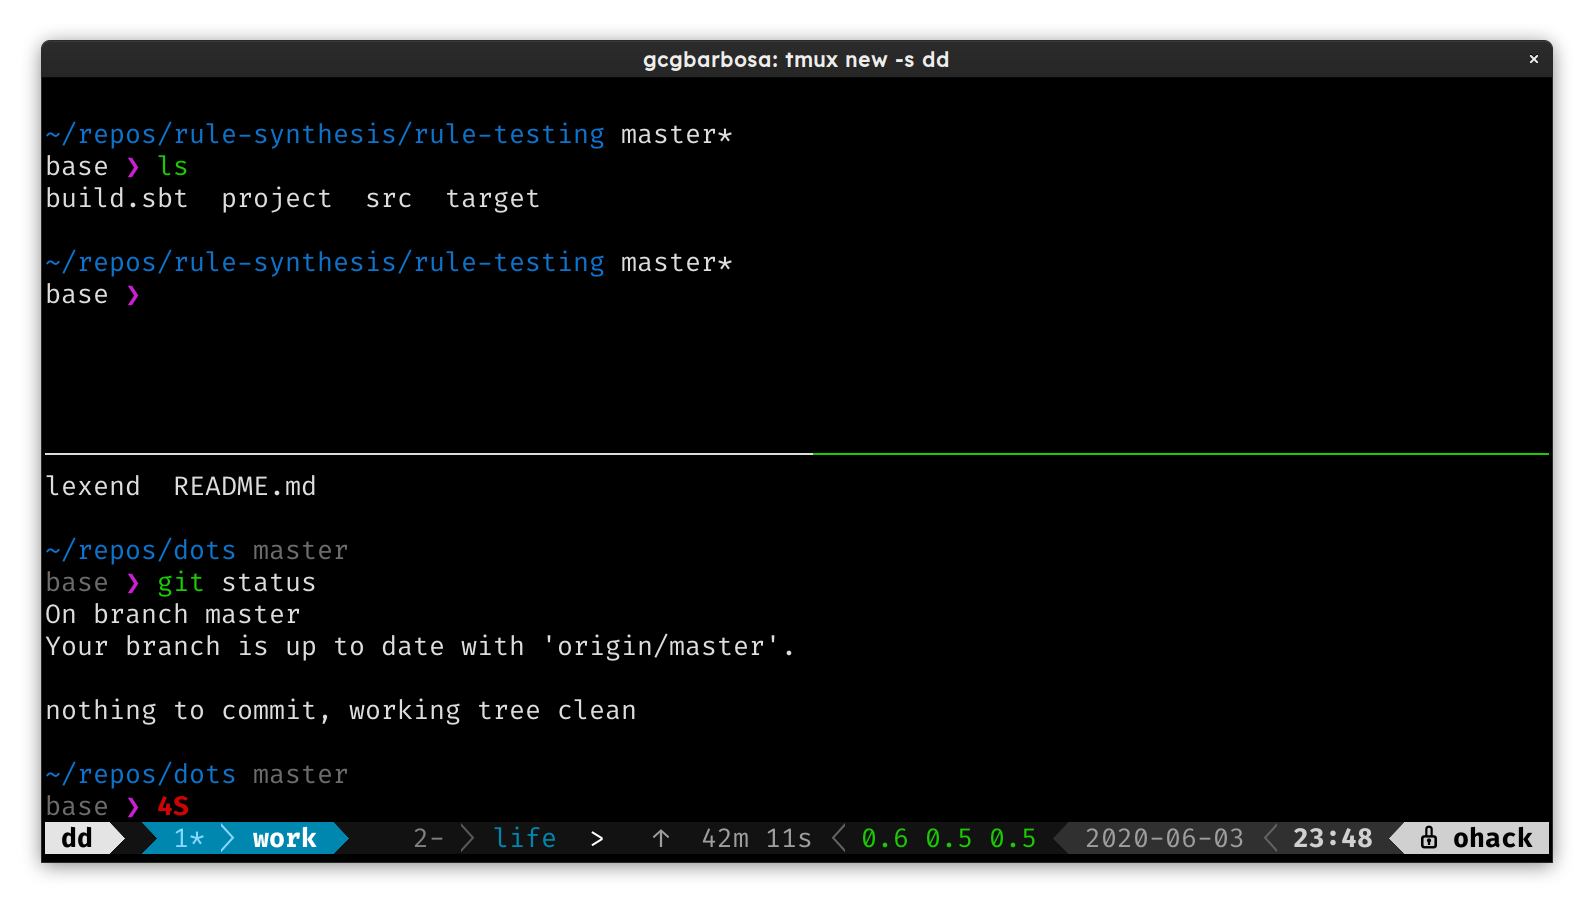 gcgbarbosa: tmux new -s dd ×
~/repos/rule-synthesis/rule-testing master*
base ❯ ls
build.sbt  project  src  target
~/repos/rule-synthesis/rule-testing master*
base ❯
lexend  README.md
~/repos/dots master
base ❯ git status
On branch master
Your branch is up to date with 'origin/master'.
nothing to commit, working tree clean
~/repos/dots master
base ❯ 4S
dd 1* work 2- life > ↑ 42m 11s 0.6 0.5 0.5 2020-06-03 23:48 ohack